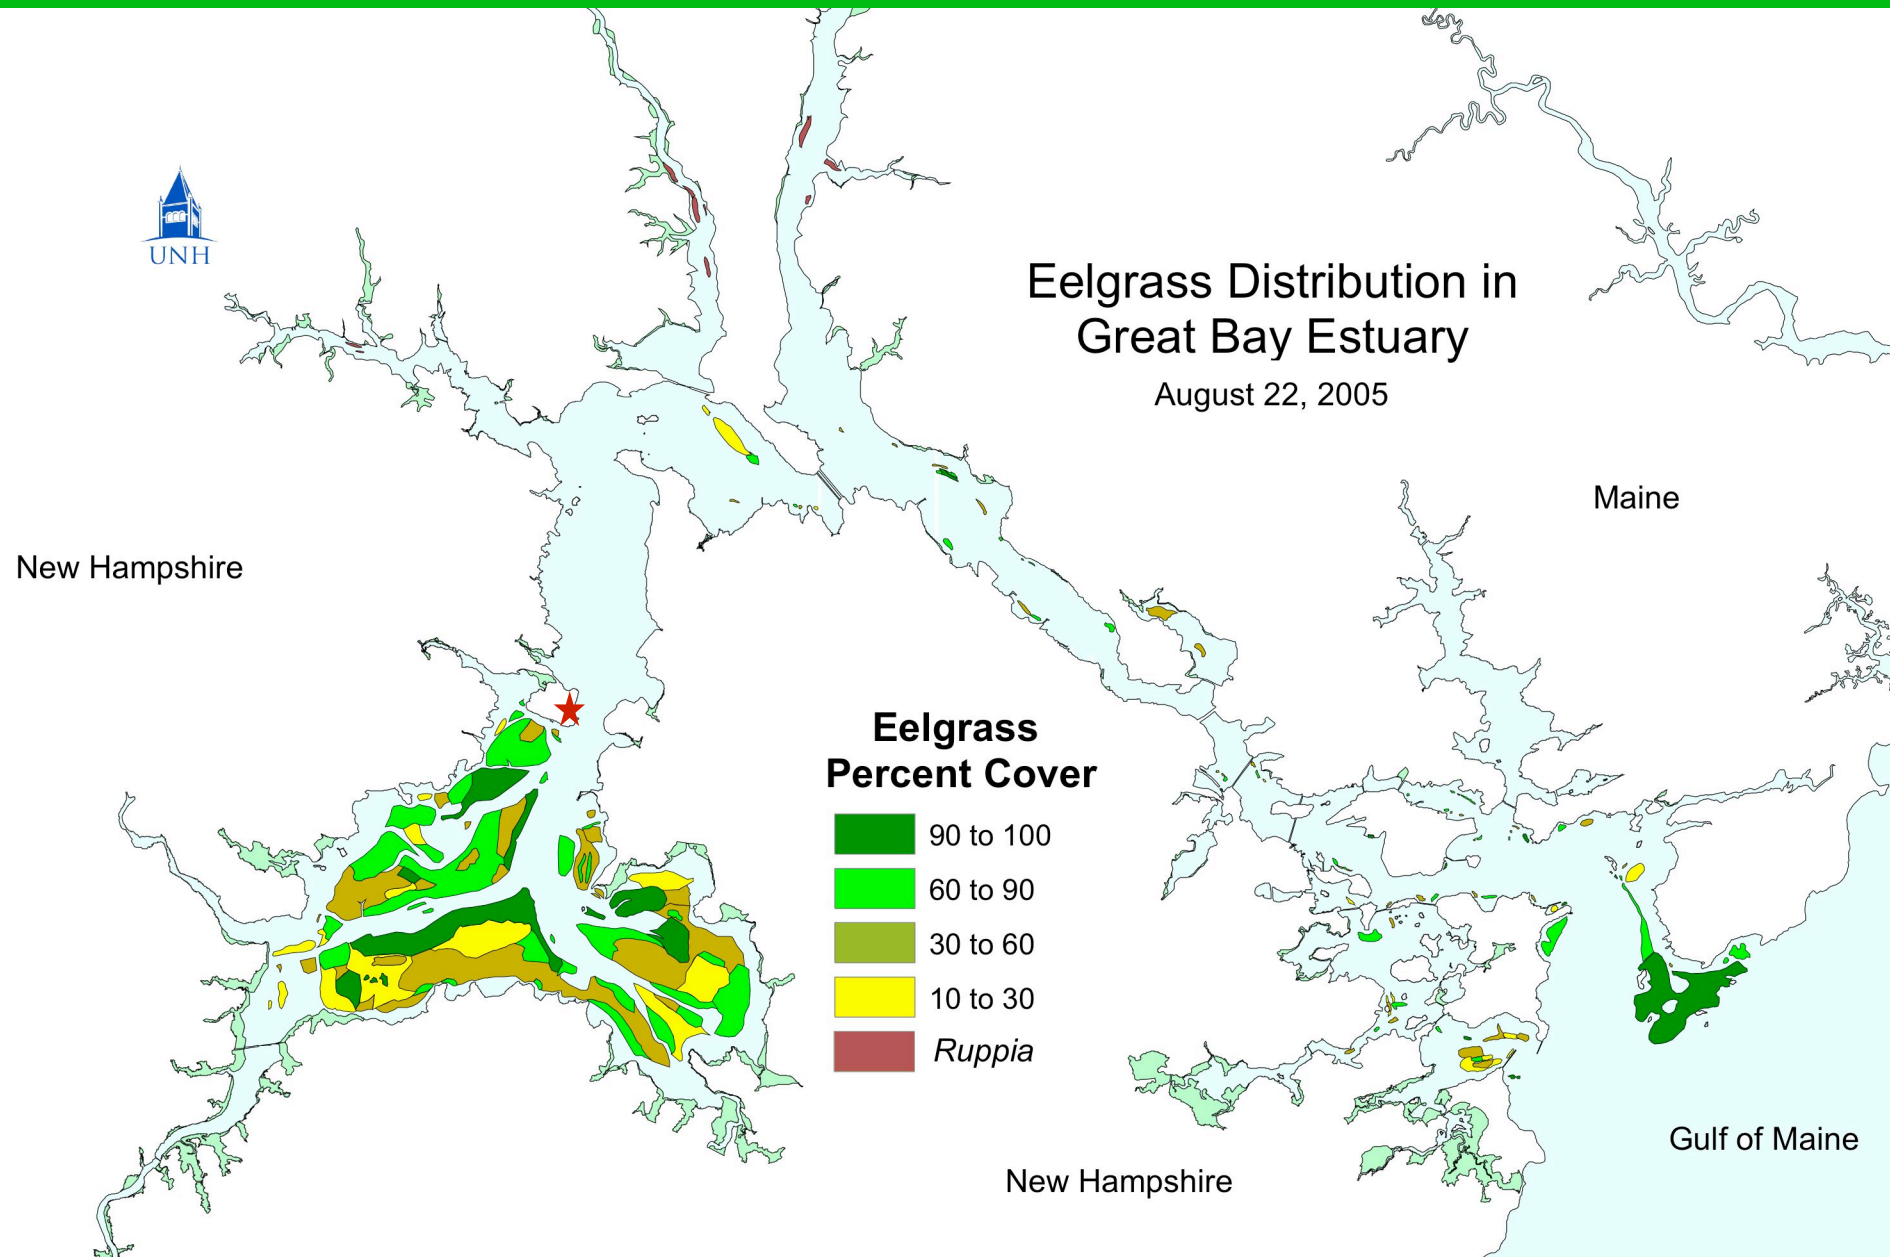 UNH
Eelgrass Distribution in
Great Bay Estuary
August 22, 2005
Maine
New Hampshire
Eelgrass
Percent Cover
90 to 100
60 to 90
30 to 60
10 to 30
Ruppia
Gulf of Maine
New Hampshire